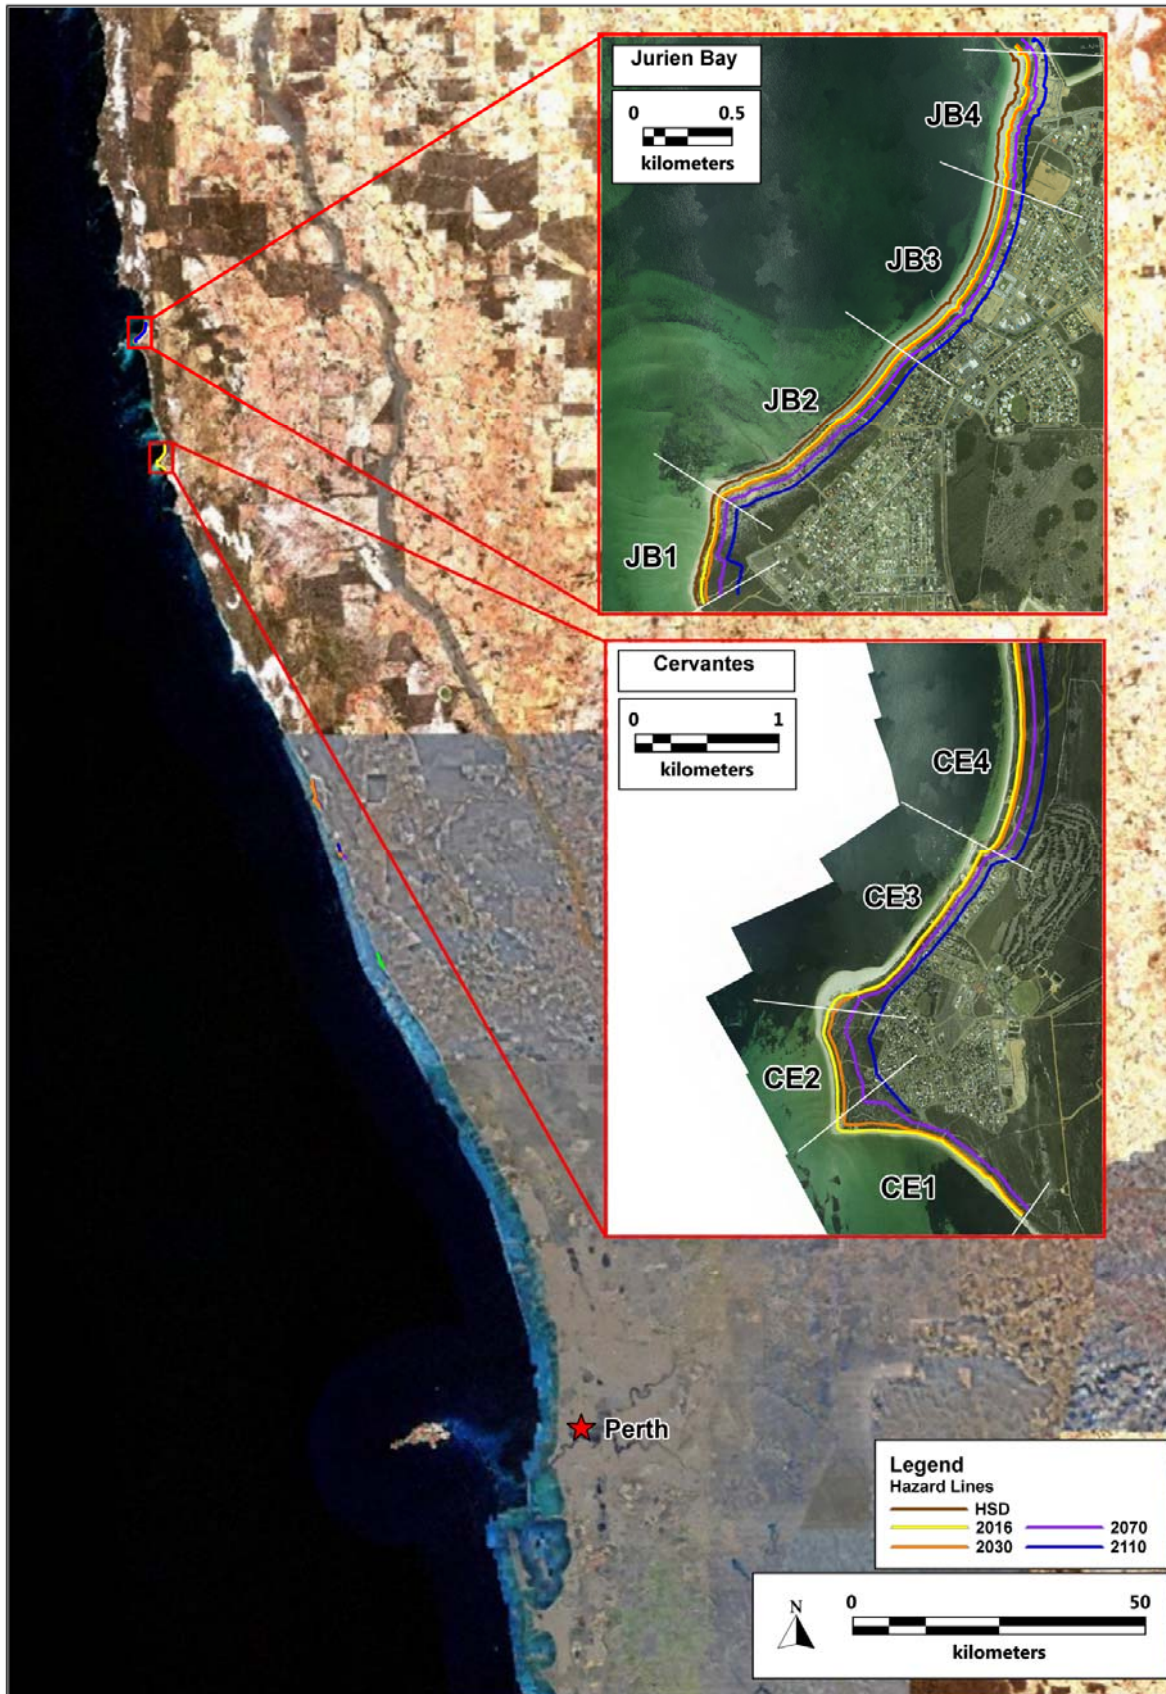 Jurien Bay
0 0.5
kilometers
JB4
JB3
JB2
JB1
Cervantes
0 1
kilometers
CE4
CE3
CE2
CE1
Perth
Legend
Hazard Lines
HSD
2016 2070
2030 2110
N
0 50
kilometers